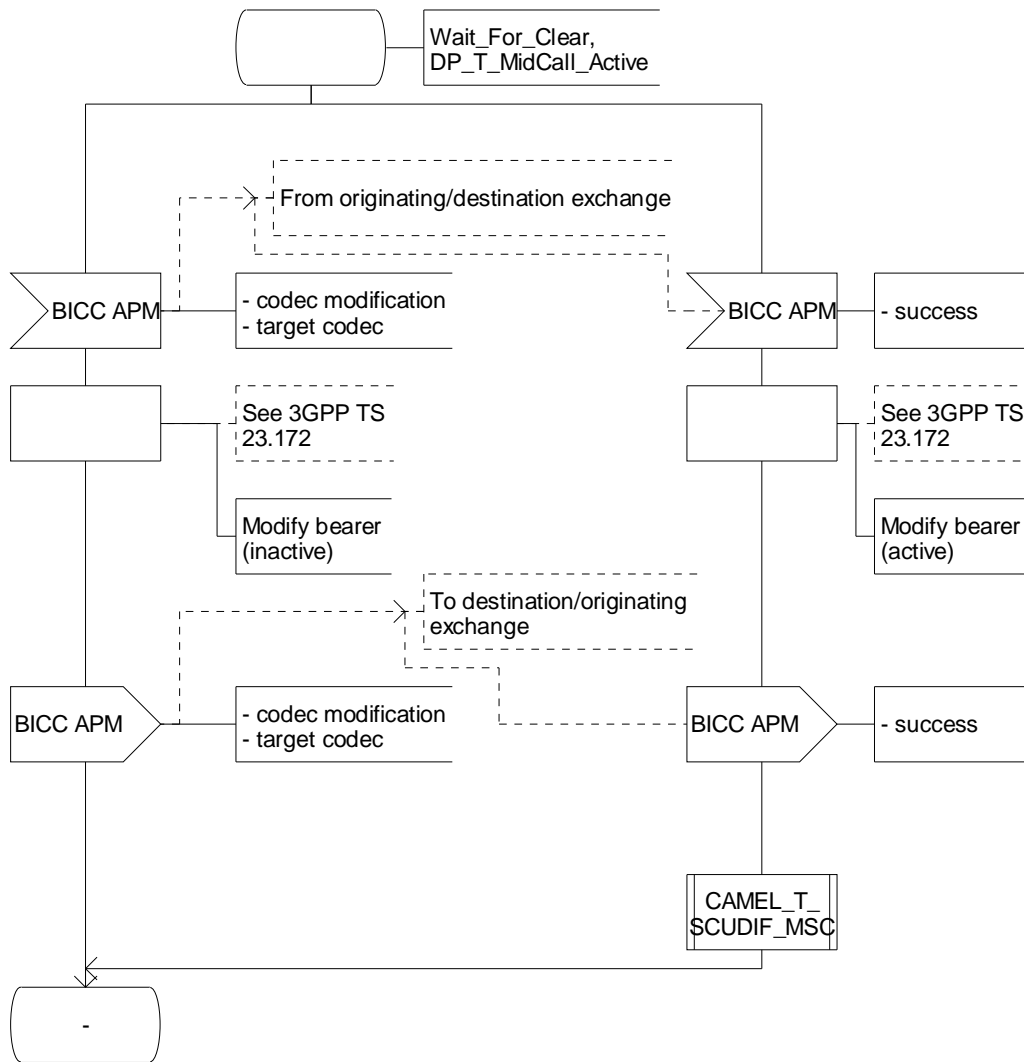 Wait_For_Clear,
DP_T_MidCall_Active
From originating/destination exchange
BICC APM
- codec modification
- target codec
BICC APM
- success
See 3GPP TS
23.172
See 3GPP TS
23.172
Modify bearer
(inactive)
Modify bearer
(active)
To destination/originating
exchange
BICC APM
- codec modification
- target codec
BICC APM
- success
CAMEL_T_
SCUDIF_MSC
-